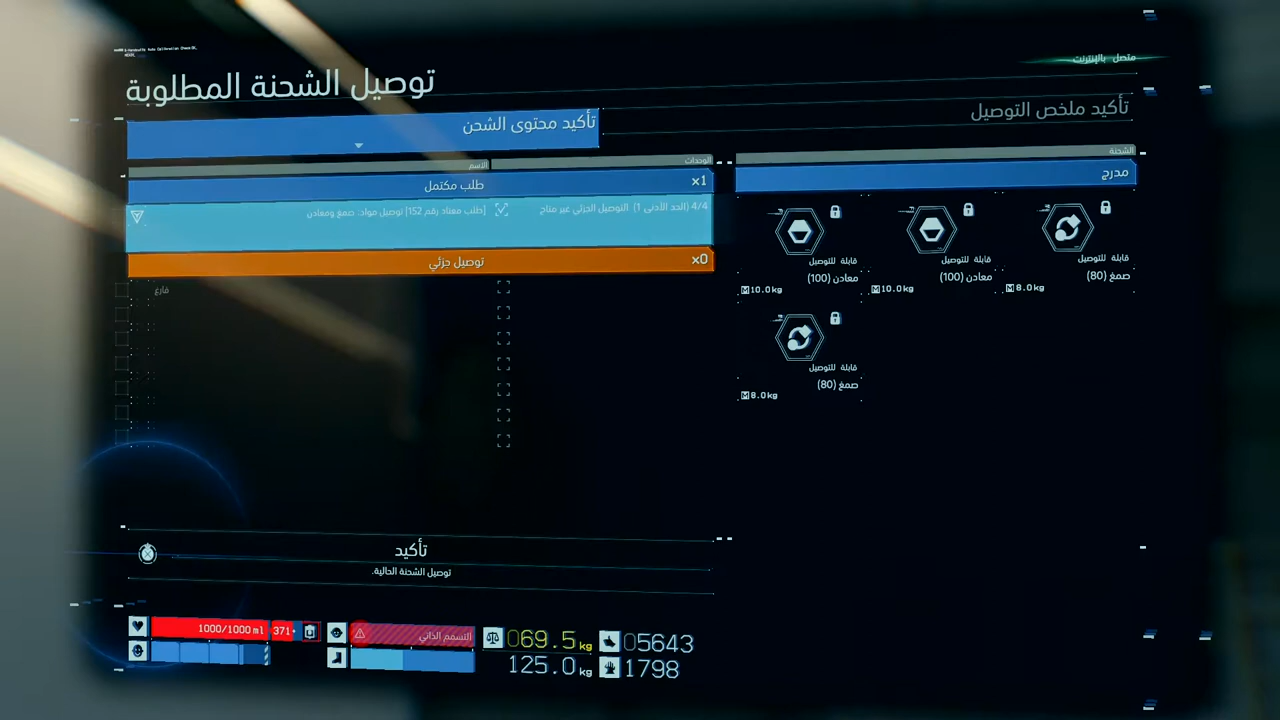 متصل بالإنترنت
توصيل الشحنة المطلوبة
تأكيد ملخص التوصيل
تأكيد محتوى الشحن
الشحنة
الوحدات
الاسم
مدرج
x1
طلب مكتمل
4/4 (الحد الأدنى 1) التوصيل الجزئي غير متاح
[طلب معتاد رقم 152] توصيل مواد: صمغ ومعادن
x0
توصيل جزئي
فارغ
قابلة للتوصيل
صمغ (80)
8.0kg
قابلة للتوصيل
معادن (100)
10.0kg
قابلة للتوصيل
معادن (100)
10.0kg
قابلة للتوصيل
صمغ (80)
8.0kg
تأكيد
توصيل الشحنة الحالية.
1000/1000 ml
371+
التسمم الذاتي
069.5 kg
125.0 kg
05643
1798